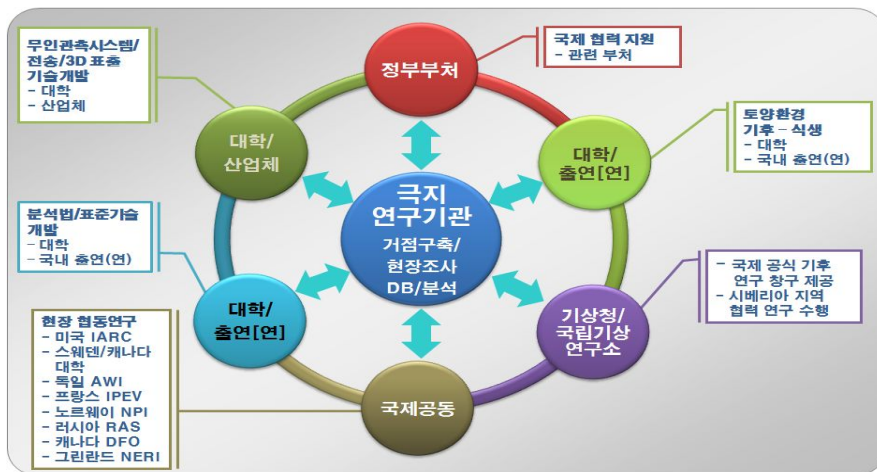 무인관측시스템/
전송/3D 표출
기술개발
- 대학
- 산업체
정부부처
국제 협력 지원
- 관련 부처
대학/
산업체
대학/
출연[연]
토양환경
기후 - 식생
- 대학
- 국내 출연(연)
극지
연구기관
거점구축/
현장조사
DB/분석
분석법/표준기술
개발
- 대학
- 국내 출연(연)
대학/
출연[연]
기상청/
국립기상
연구소
- 국제 공식 기후
연구 창구 제공
- 시베리아 지역
협력 연구 수행
현장 협동연구
- 미국 IARC
- 스웨덴/캐나다
대학
- 독일 AWI
- 프랑스 IPEV
- 노르웨이 NPI
- 러시아 RAS
- 캐나다 DFO
- 그린란드 NERI
국제공동